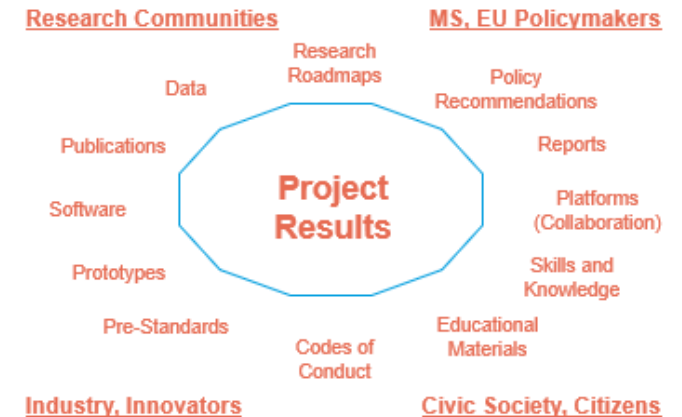 Research Communities
MS, EU Policymakers
Research
Roadmaps
Data
Policy
Recommendations
Publications
Reports
Project
Results
Software
Platforms
(Collaboration)
Prototypes
Skills and
Knowledge
Pre-Standards
Educational
Materials
Codes of
Conduct
Industry, Innovators
Civic Society, Citizens